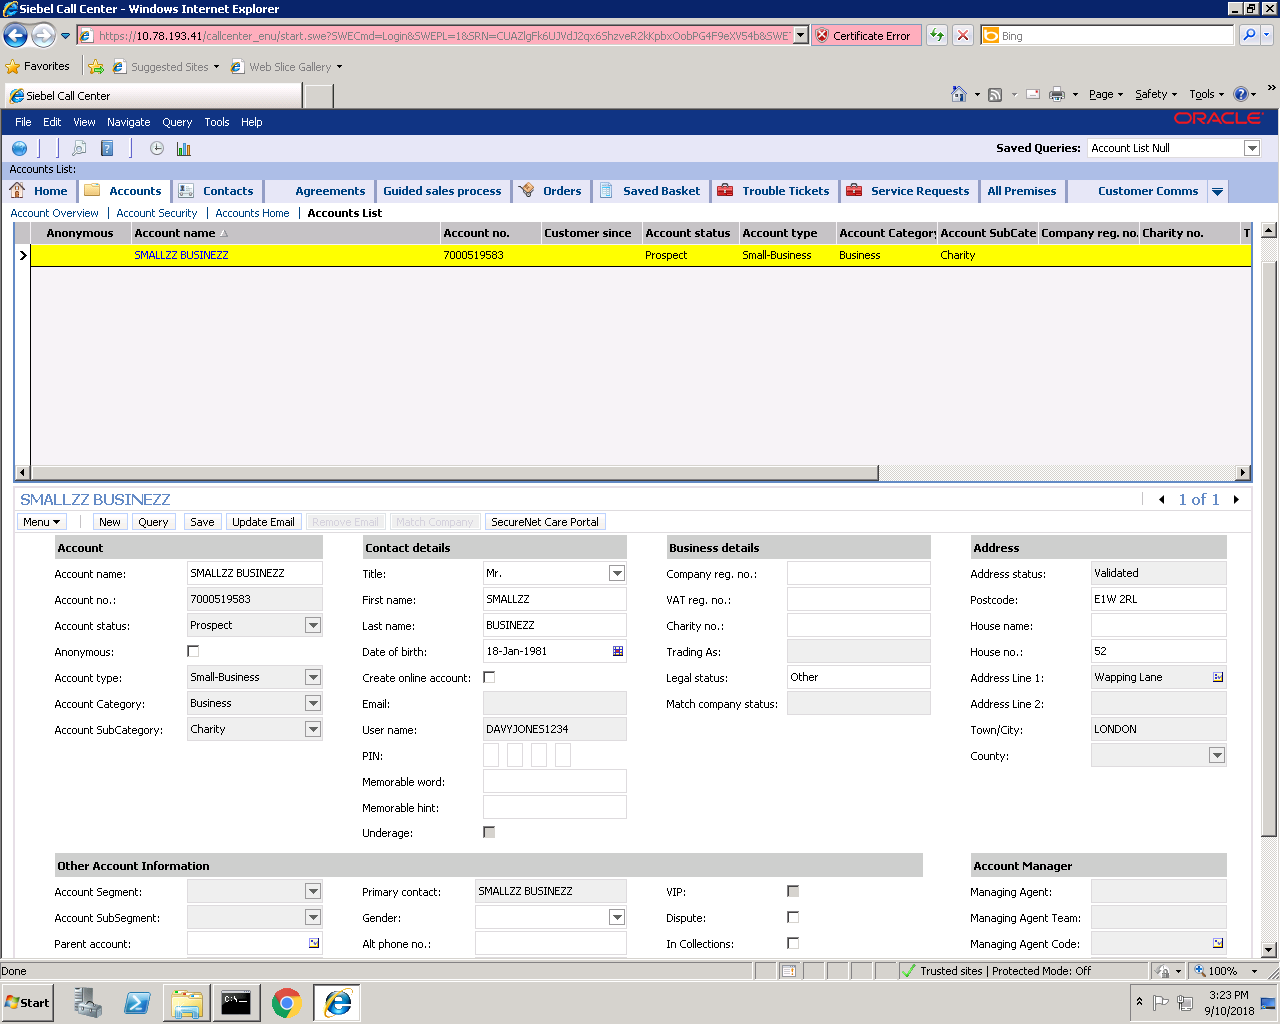 Siebel Call Center - Windows Internet Explorer
https://10.78.193.41/callcenter_enu/start.swe?SWECmd=Login&SWEPL=1&SRN= Certificate Error Bing
Favorites Suggested Sites Web Slice Gallery
Siebel Call Center Page Safety Tools »
File Edit View Navigate Query Tools Help ORACLE
Saved Queries: Account List Null
Accounts List:
Home Accounts Contacts Agreements Guided sales process Orders Saved Basket Trouble Tickets Service Requests All Premises Customer Comms
Account Overview | Account Security | Accounts Home | Accounts List
Anonymous Account name Account no. Customer since Account status Account type Account Category Account SubCate Company reg. no. Charity no. T
SMALLZZ BUSINEZZ 7000519583 Prospect Small-Business Business Charity
SMALLZZ BUSINEZZ 1 of 1
Menu New Query Save Update Email Remove Email Match Company SecureNet Care Portal
Account Contact details Business details Address
Account name: SMALLZZ BUSINEZZ Title: Mr. Company reg. no.: Address status: Validated
Account no.: 7000519583 First name: SMALLZZ VAT reg. no.: Postcode: E1W 2RL
Account status: Prospect Last name: BUSINEZZ Charity no.: House name:
Anonymous: Date of birth: 18-Jan-1981 Trading As: House no.: 52
Account type: Small-Business Create online account: Legal status: Other Address Line 1: Wapping Lane
Account Category: Business Email: Match company status: Address Line 2:
Account SubCategory: Charity User name: DAVYJONES1234 Town/City: LONDON
PIN: County:
Memorable word:
Memorable hint:
Underage:
Other Account Information Account Manager
Account Segment: Primary contact: SMALLZZ BUSINEZZ VIP: Managing Agent:
Account SubSegment: Gender: Dispute: Managing Agent Team:
Parent account: Alt phone no.: In Collections: Managing Agent Code:
Done Trusted sites | Protected Mode: Off 100%
Start C:\ 3:23 PM
9/10/2018